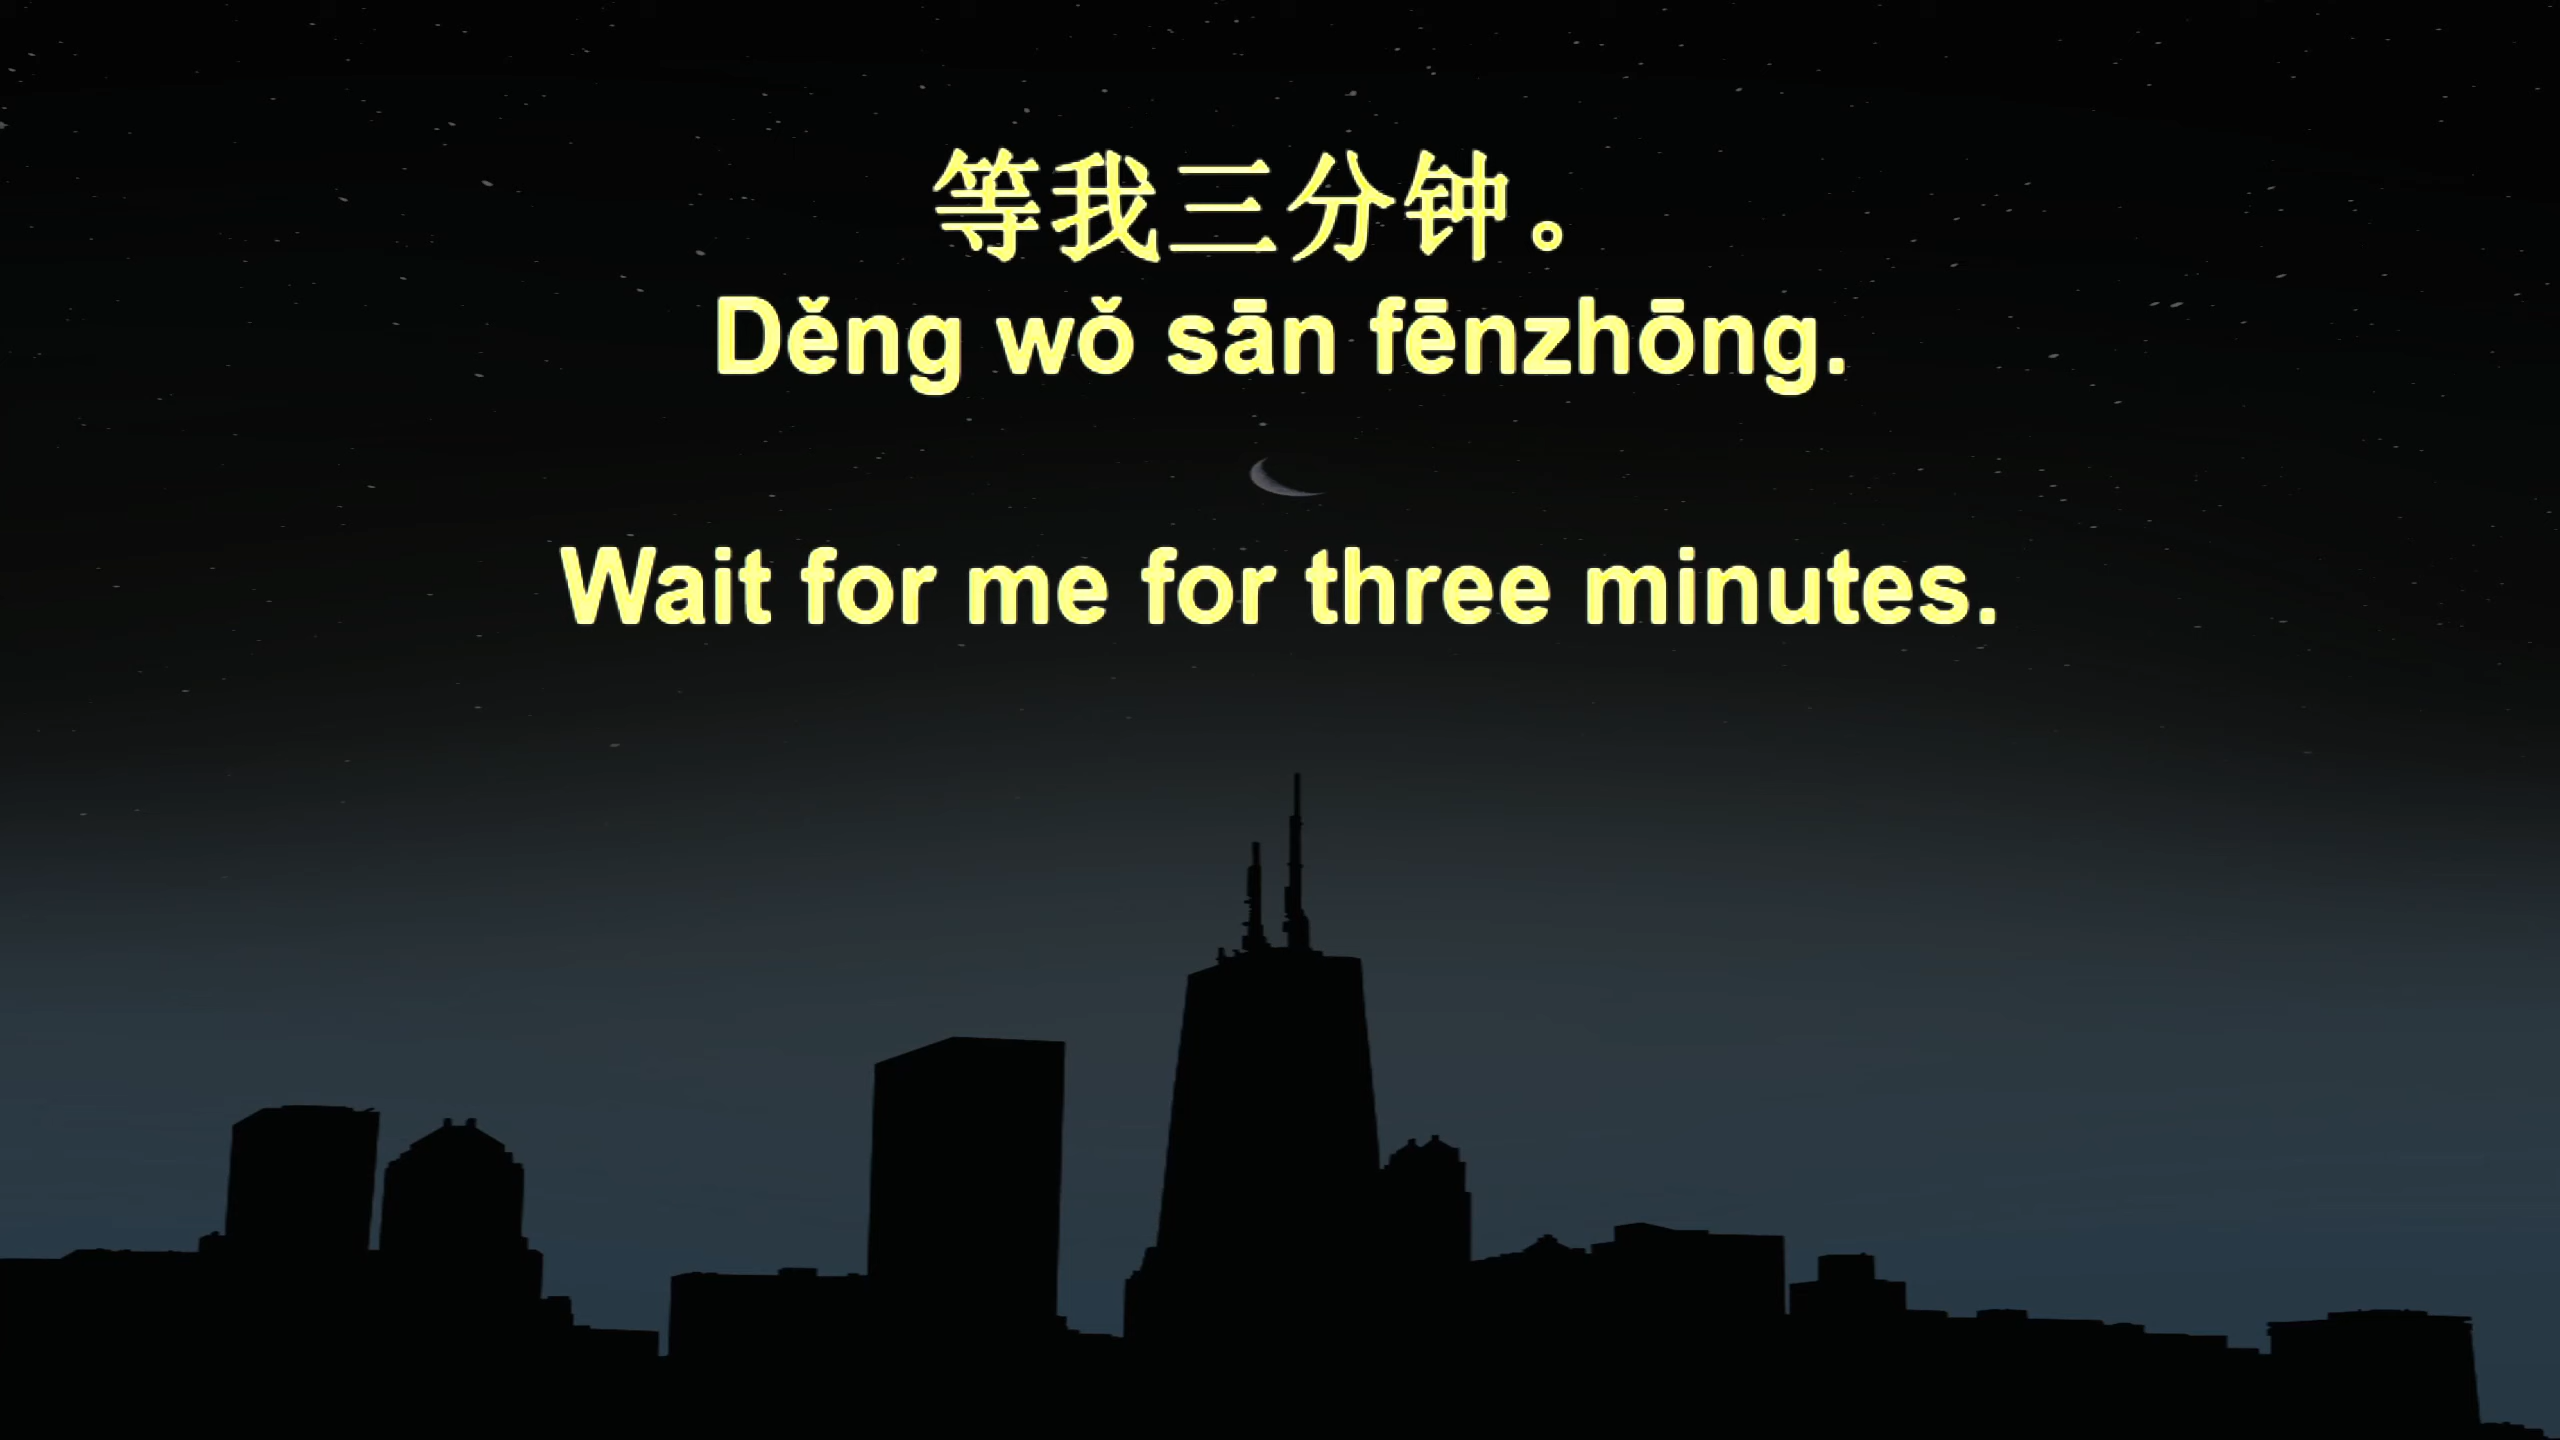 等我三分钟。
Děng wǒ sān fēnzhōng.
Wait for me for three minutes.